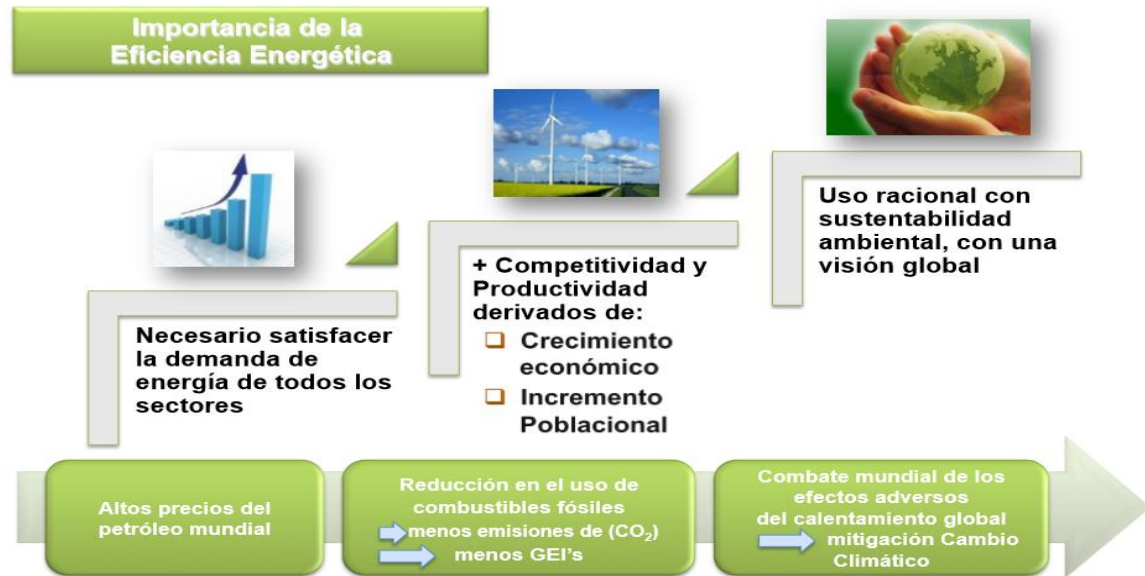 Importancia de la
Eficiencia Energética
Necesario satisfacer
la demanda de
energía de todos los
sectores
+ Competitividad y
Productividad
derivados de:
Crecimiento
económico
Incremento
Poblacional
Uso racional con
sustentabilidad
ambiental, con una
visión global
Altos precios del
petróleo mundial
Reducción en el uso de
combustibles fósiles
menos emisiones de (CO₂)
menos GEI's
Combate mundial de los
efectos adversos
del calentamiento global
mitigación Cambio
Climático